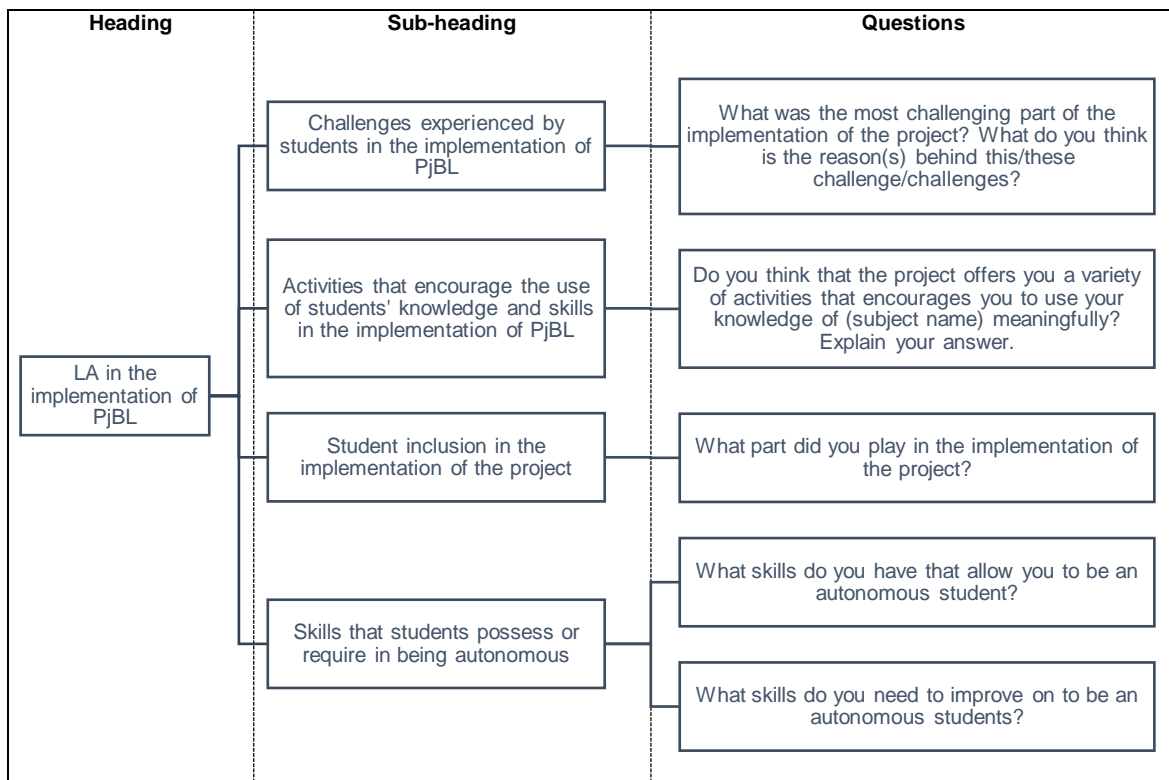 Heading
Sub-heading
Questions
LA in the
implementation of
PjBL
Challenges experienced by
students in the implementation of
PjBL
What was the most challenging part of the
implementation of the project? What do you think
is the reason(s) behind this/these
challenge/challenges?
Activities that encourage the use
of students' knowledge and skills
in the implementation of PjBL
Do you think that the project offers you a variety
of activities that encourages you to use your
knowledge of (subject name) meaningfully?
Explain your answer.
Student inclusion in the
implementation of the project
What part did you play in the implementation of
the project?
Skills that students possess or
require in being autonomous
What skills do you have that allow you to be an
autonomous student?
What skills do you need to improve on to be an
autonomous students?